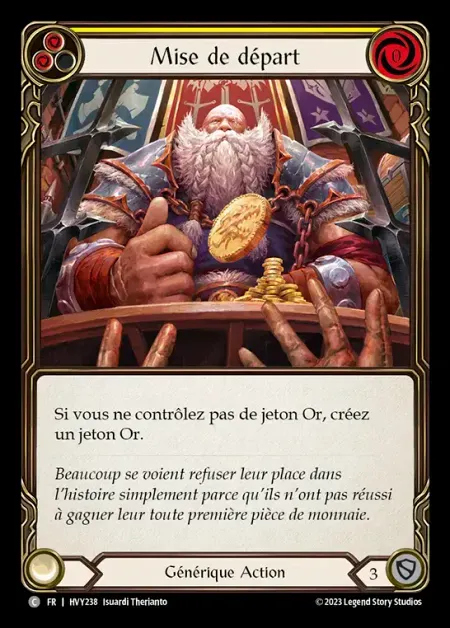 Mise de départ
0
Si vous ne contrôlez pas de jeton Or, créez
un jeton Or.
Beaucoup se voient refuser leur place dans
l'histoire simplement parce qu'ils n'ont pas réussi
à gagner leur toute première pièce de monnaie.
Générique Action
3
C FR | HVY238 Isuardi Therianto
© 2023 Legend Story Studios